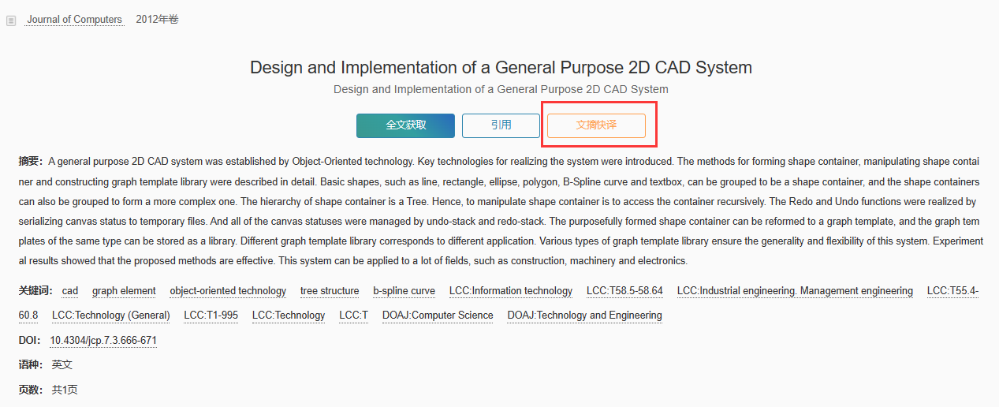 Journal of Computers 2012年卷
Design and Implementation of a General Purpose 2D CAD System
Design and Implementation of a General Purpose 2D CAD System
全文获取 引用 文摘快译
摘要：A general purpose 2D CAD system was established by Object-Oriented technology. Key technologies for realizing the system were introduced. The methods for forming shape container, manipulating shape contai
ner and constructing graph template library were described in detail. Basic shapes, such as line, rectangle, ellipse, polygon, B-Spline curve and textbox, can be grouped to be a shape container, and the shape containers
can also be grouped to form a more complex one. The hierarchy of shape container is a Tree. Hence, to manipulate shape container is to access the container recursively. The Redo and Undo functions were realized by
serializing canvas status to temporary files. And all of the canvas statuses were managed by undo-stack and redo-stack. The purposefully formed shape container can be reformed to a graph template, and the graph tem
plates of the same type can be stored as a library. Different graph template library corresponds to different application. Various types of graph template library ensure the generality and flexibility of this system. Experiment
al results showed that the proposed methods are effective. This system can be applied to a lot of fields, such as construction, machinery and electronics.
关键词： cad graph element object-oriented technology tree structure b-spline curve LCC:Information technology LCC:T58.5-58.64 LCC:Industrial engineering. Management engineering LCC:T55.4-
60.8 LCC:Technology (General) LCC:T1-995 LCC:Technology LCC:T DOAJ:Computer Science DOAJ:Technology and Engineering
DOI： 10.4304/jcp.7.3.666-671
语种： 英文
页数： 共1页